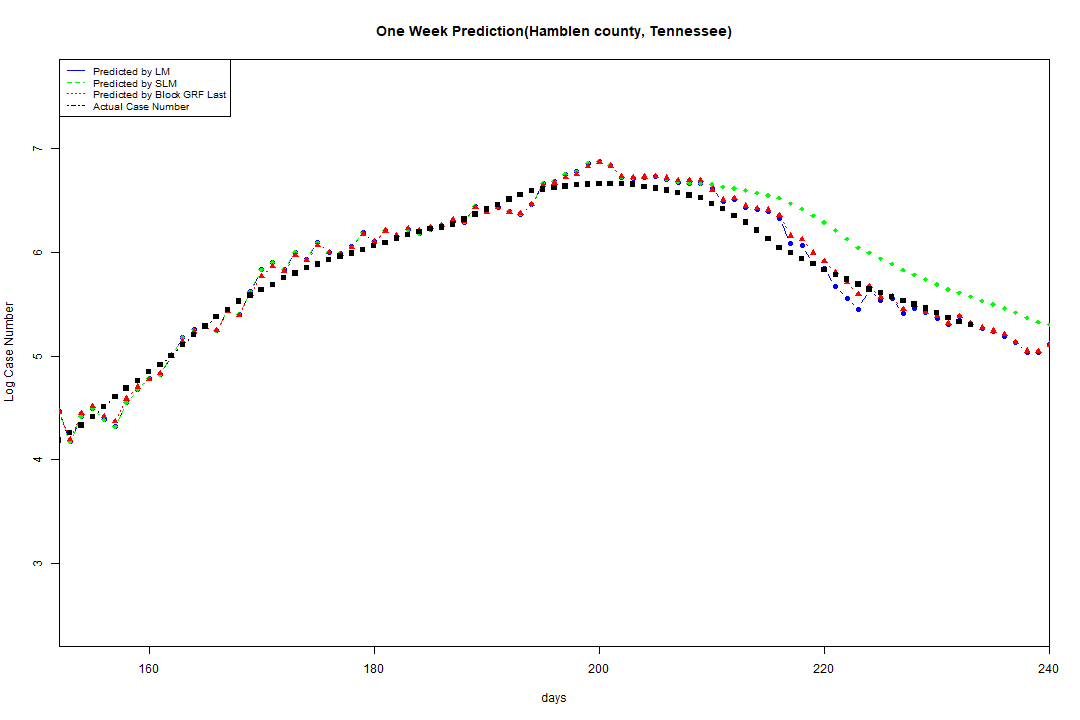 One Week Prediction(Hamblen county, Tennessee)
Predicted by LM
Predicted by SLM
Predicted by Block GRF Last
Actual Case Number
7
6
5
4
3
Log Case Number
160 180 200 220 240
days